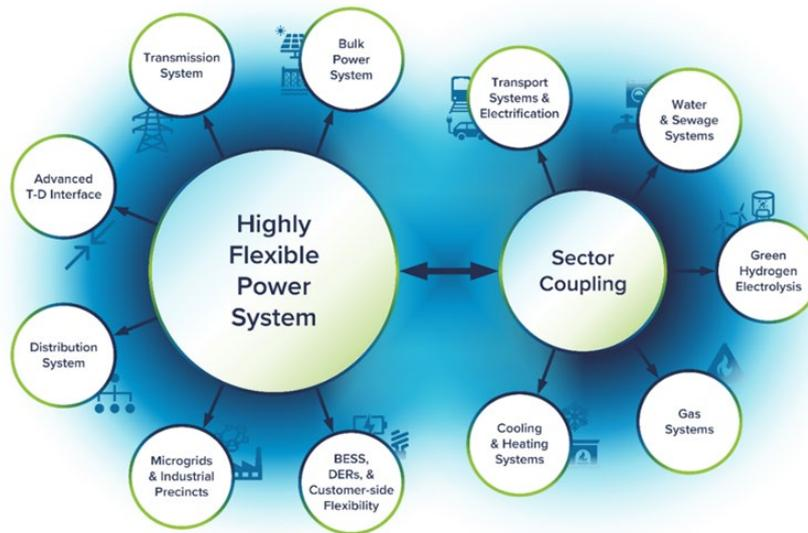 Transmission
System
Bulk
Power
System
Advanced
T-D Interface
Highly
Flexible
Power
System
Distribution
System
Microgrids
& Industrial
Precincts
BESS,
DERs, &
Customer-side
Flexibility
Transport
Systems &
Electrification
Water
& Sewage
Systems
Sector
Coupling
Green
Hydrogen
Electrolysis
Cooling
& Heating
Systems
Gas
Systems